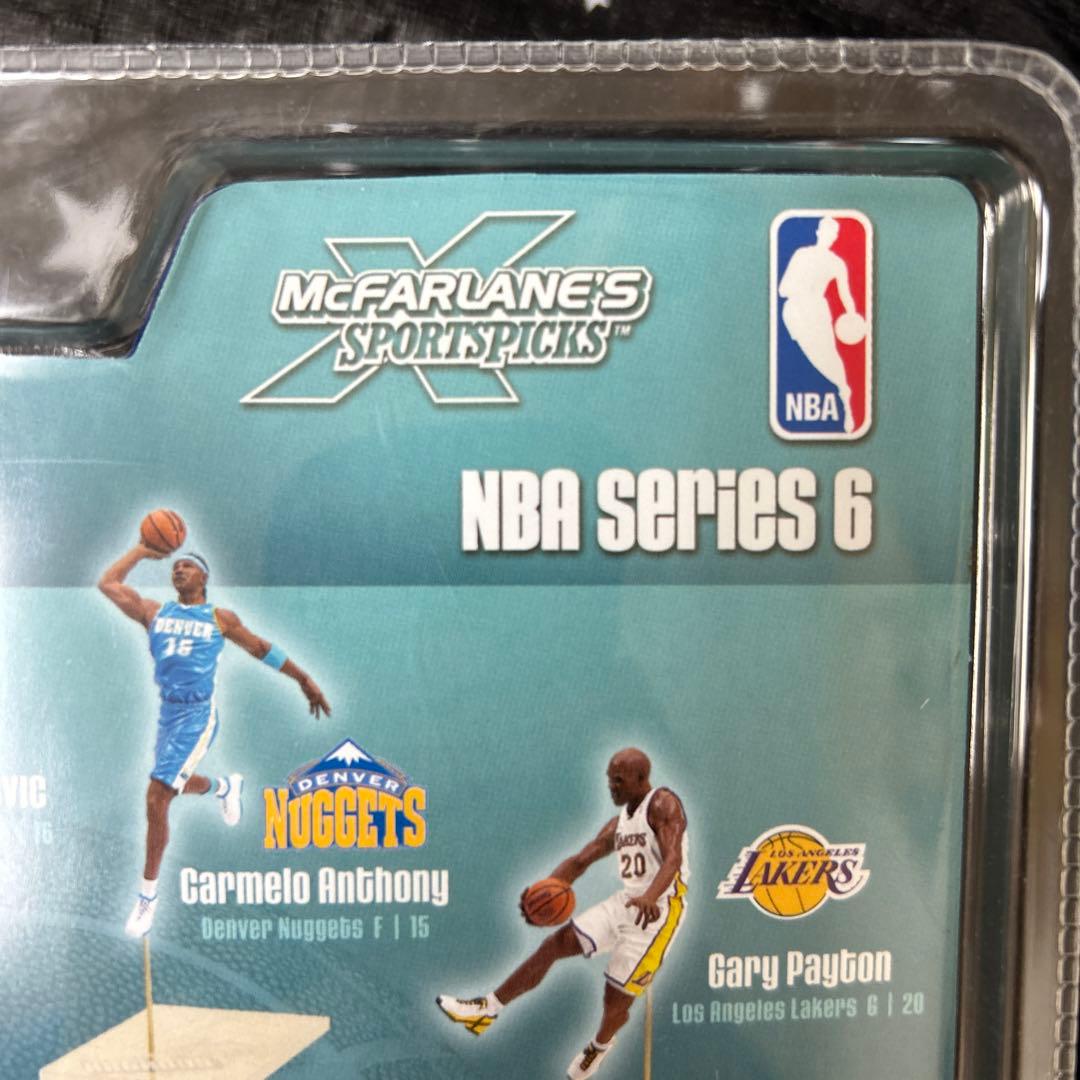 McFARLANE'S
SPORTSPICKS™
NBA
NBA Series 6
DENVER
15
DENVER
NUGGETS
VIC
Carmelo Anthony
Denver Nuggets F | 15
LAKERS
20
LOS ANGELES
LAKERS
Gary Payton
Los Angeles Lakers G | 20